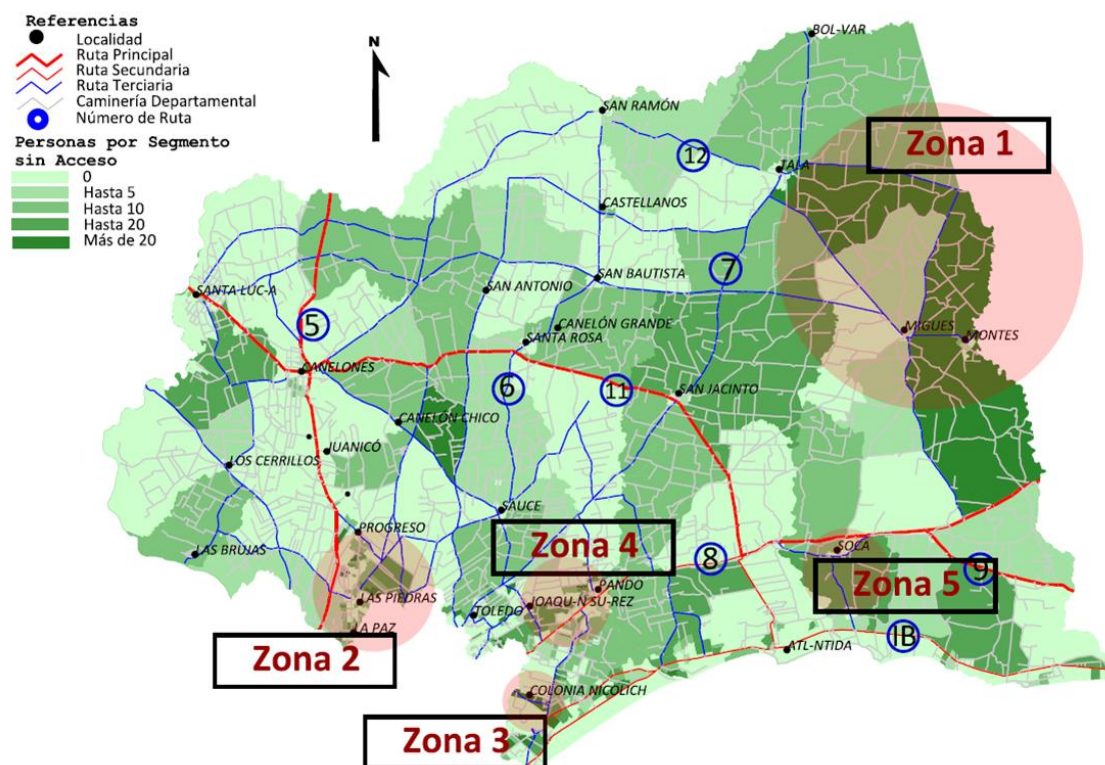 Referencias
Localidad
Ruta Principal
Ruta Secundaria
Ruta Terciaria
Caminería Departamental
Número de Ruta
Personas por Segmento
sin Acceso
0
Hasta 5
Hasta 10
Hasta 20
Más de 20
N
BOL-VAR
SAN RAMÓN
Zona 1
12
TALA
CASTELLANOS
7
SAN BAUTISTA
SANTA LUC-A
SAN ANTONIO
5
CANELÓN GRANDE
MIGUES
SANTA ROSA
MONTES
CANELONES
6
11
SAN JACINTO
CANELÓN CHICO
JUANICÓ
LOS CERRILLOS
SAUCE
PROGRESO
Zona 4
LAS BRUJAS
8
SOCA
Zona 5
9
PANDO
LAS PIEDRAS
JOAQU-N SU-REZ
TOLEDO
LA PAZ
IB
ATL-NTIDA
Zona 2
COLONIA NICOLICH
Zona 3